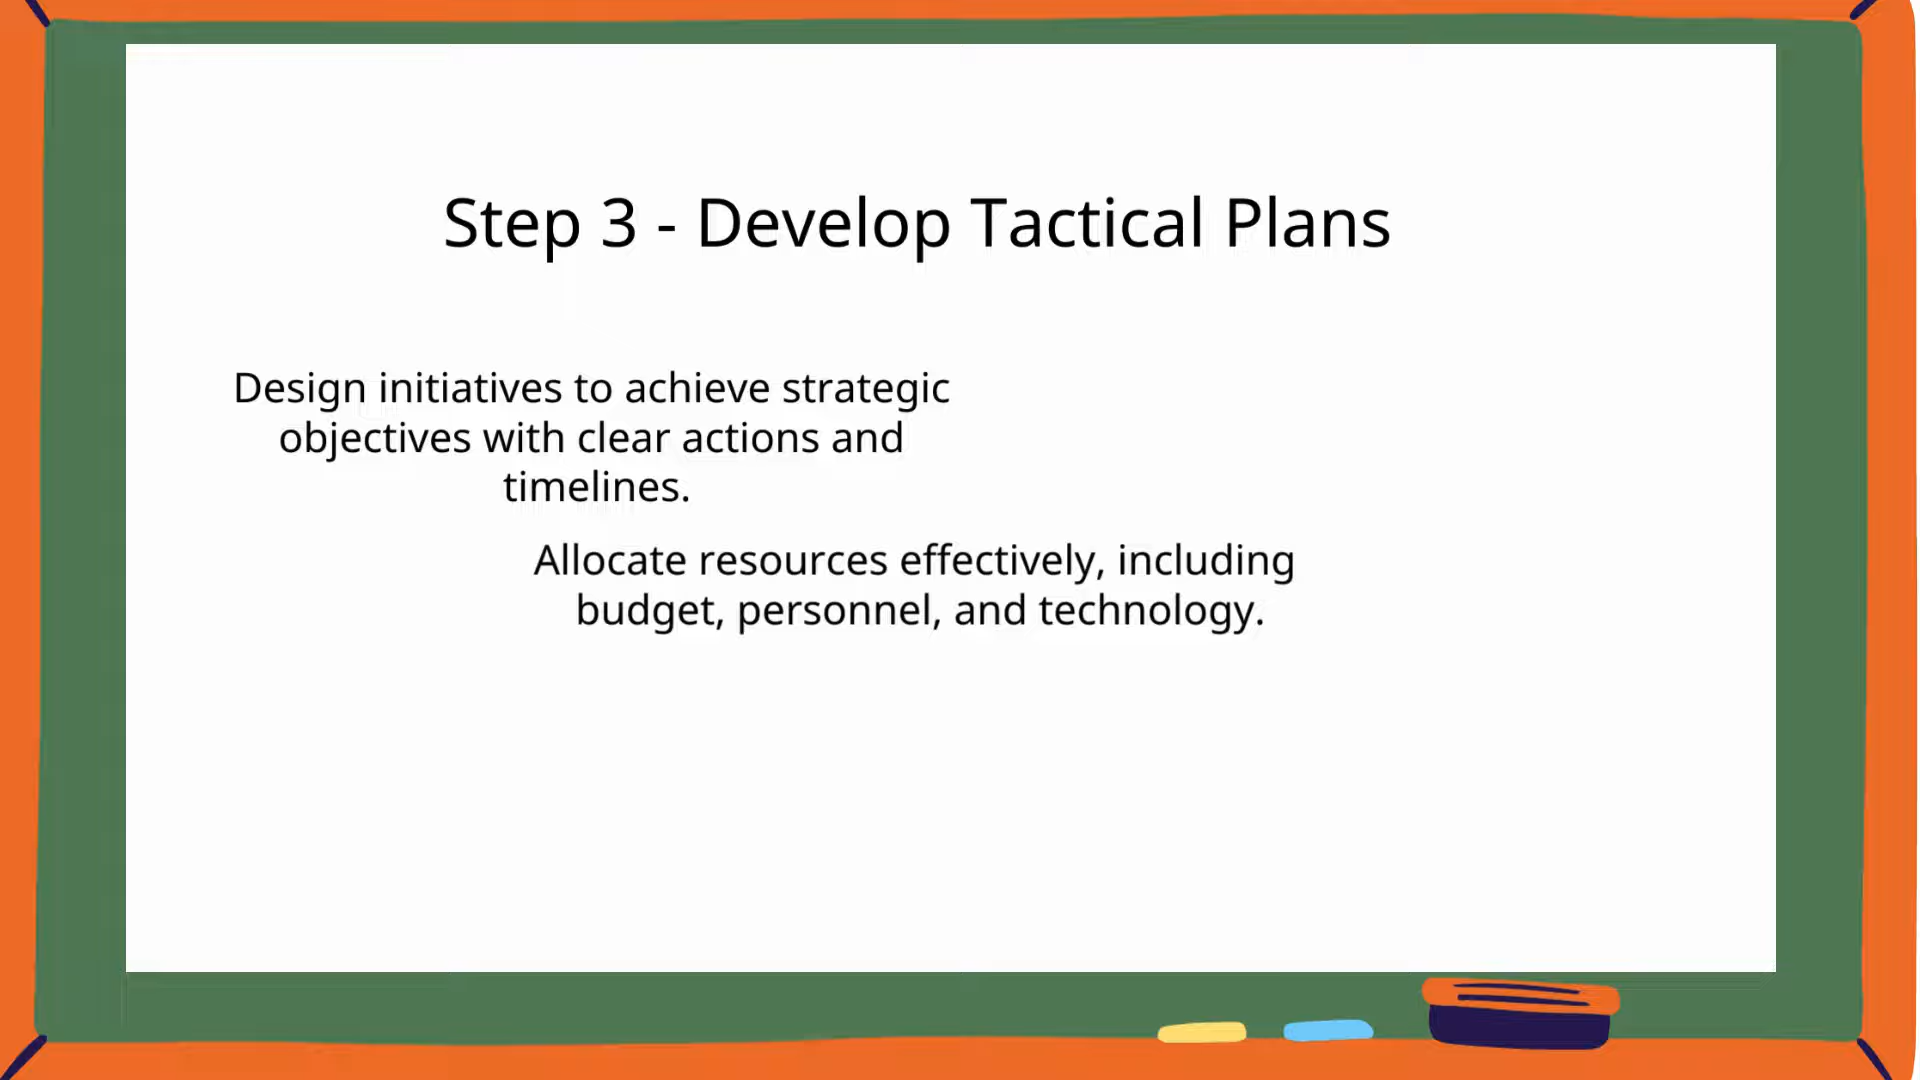 Step 3 - Develop Tactical Plans
Design initiatives to achieve strategic
objectives with clear actions and
timelines.
Allocate resources effectively, including
budget, personnel, and technology.